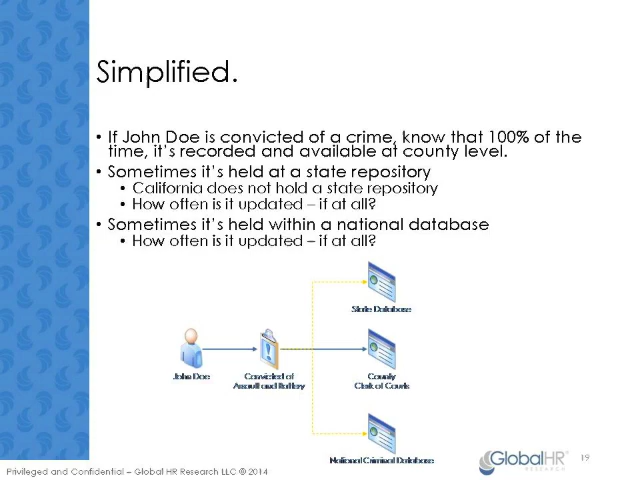 Simplified.
• If John Doe is convicted of a crime, know that 100% of the
time, it's recorded and available at county level.
• Sometimes it's held at a state repository
• California does not hold a state repository
• How often is it updated – if at all?
• Sometimes it's held within a national database
• How often is it updated – if at all?
State Database
John Doe
Convicted of
Assault and Battery
County
Clerk of Courts
National Criminal Database
GlobalHR®
RESEARCH
19
Privileged and Confidential – Global HR Research LLC © 2014